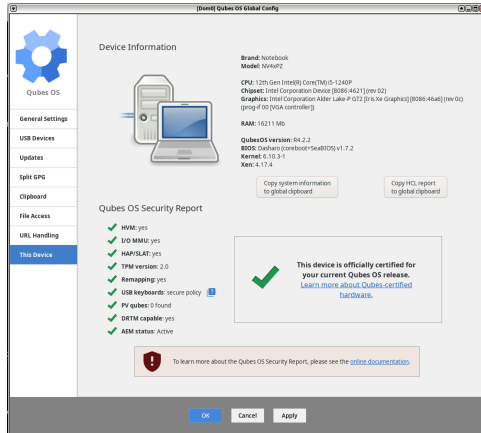 [Dom0] Qubes OS Global Config
Qubes OS
General Settings
USB Devices
Updates
Split GPG
Clipboard
File Access
URL Handling
This Device
Device Information
Brand: Notebook
Model: NV4xPZ
CPU: 12th Gen Intel(R) Core(TM) i5-1240P
Chipset: Intel Corporation Device [8086:4621] (rev 02)
Graphics: Intel Corporation Alder Lake-P GT2 [Iris Xe Graphics] [8086:46a6] (rev 0c)
(prog-if 00 [VGA controller])
RAM: 16211 Mb
QubesOS version: R4.2.2
BIOS: Dasharo (coreboot+SeaBIOS) v1.7.2
Kernel: 6.10.3-1
Xen: 4.17.4
Copy system information
to global clipboard
Copy HCL report
to global clipboard
Qubes OS Security Report
HVM: yes
I/O MMU: yes
HAP/SLAT: yes
TPM version: 2.0
Remapping: yes
USB keyboards: secure policy ?
PV qubes: 0 found
DRTM capable: yes
AEM status: Active
This device is officially certified for
your current Qubes OS release.
Learn more about Qubes-certified
hardware.
To learn more about the Qubes OS Security Report, please see the online documentation.
OK
Cancel
Apply